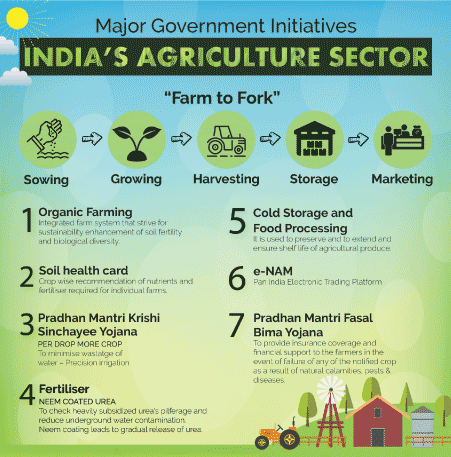 Major Government Initiatives
INDIA'S AGRICULTURE SECTOR
"Farm to Fork"
Sowing
Growing
Harvesting
Storage
Marketing
1 Organic Farming
Integrated farm system that strive for
sustainability enhancement of soil fertility
and biological diversity.
2 Soil health card
Crop wise recommendation of nutrients and
fertiliser required for individual farms.
3 Pradhan Mantri Krishi
Sinchayee Yojana
PER DROP MORE CROP
To minimise wastatge of
water – Precision irrigation
4 Fertiliser
NEEM COATED UREA
To check heavily subsidized urea's pilferage and
reduce underground water contamination.
Neem coating leads to gradual release of urea.
5 Cold Storage and
Food Processing
It is used to preserve and to extend and
ensure shelf life of agricultural produce.
6 e-NAM
Pan India Electronic Trading Platform
7 Pradhan Mantri Fasal
Bima Yojana
To provide insurance coverage and
financial support to the farmers in the
event of failure of any of the notified crop
as a result of natural calamities, pests &
diseases.